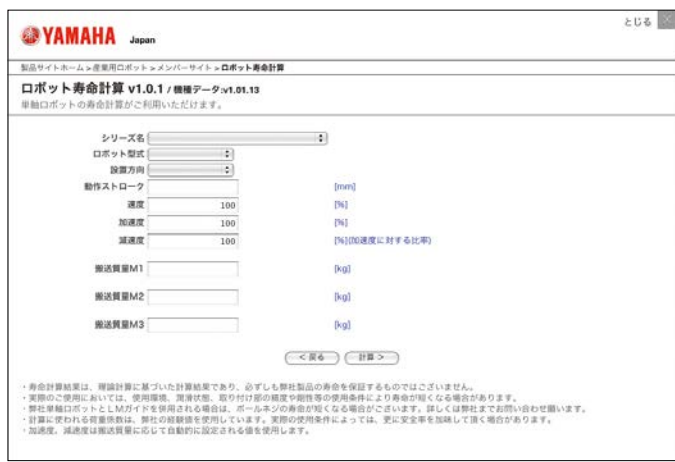 とじる
YAMAHA Japan
製品サイトホーム>産業用ロボット>メンバーサイト>ロボット寿命計算
ロボット寿命計算 v1.0.1 / 機種データ:v1.01.13
単軸ロボットの寿命計算がご利用いただけます。
シリーズ名
ロボット型式
設置方向
動作ストローク [mm]
速度 100 [%]
加速度 100 [%]
減速度 100 [%](加速度に対する比率)
搬送質量M1 [kg]
搬送質量M2 [kg]
搬送質量M3 [kg]
< 戻る 計算 >
・寿命計算結果は、理論計算に基づいた計算結果であり、必ずしも弊社製品の寿命を保証するものではございません。
・実際のご使用においては、使用環境、潤滑状態、取り付け部の精度や剛性等の使用条件により寿命が短くなる場合があります。
・弊社単軸ロボットとLMガイドを併用される場合は、ボールネジの寿命が短くなる場合がございます。詳しくは弊社までお問い合わせ願います。
・計算に使われる荷重係数は、弊社の経験値を使用しています。実際の使用条件によっては、更に安全率を加味して頂く場合があります。
・加速度、減速度は搬送質量に応じて自動的に設定される値を使用します。